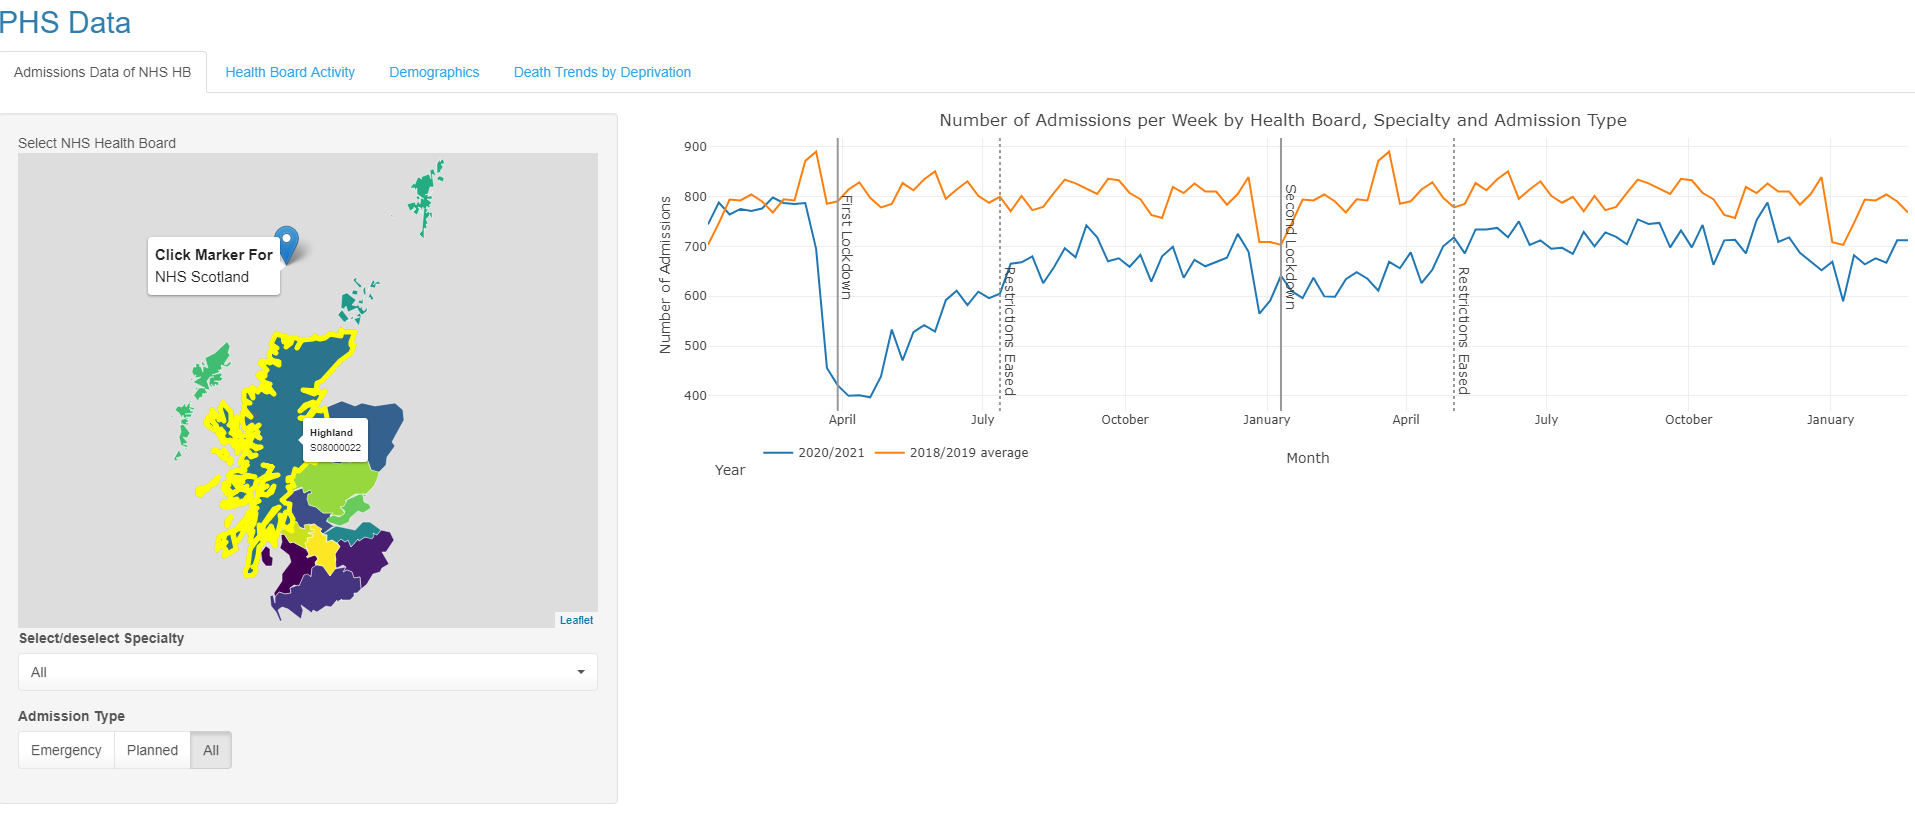 PHS Data
Admissions Data of NHS HB
Health Board Activity
Demographics
Death Trends by Deprivation
Select NHS Health Board
Click Marker For
NHS Scotland
Highland
S08000022
Leaflet
Select/deselect Specialty
All
Admission Type
Emergency
Planned
All
Number of Admissions per Week by Health Board, Specialty and Admission Type
Number of Admissions
900
800
700
600
500
400
First Lockdown
Restrictions Eased
Second Lockdown
Restrictions Eased
April
July
October
January
April
July
October
January
2020/2021
2018/2019 average
Month
Year